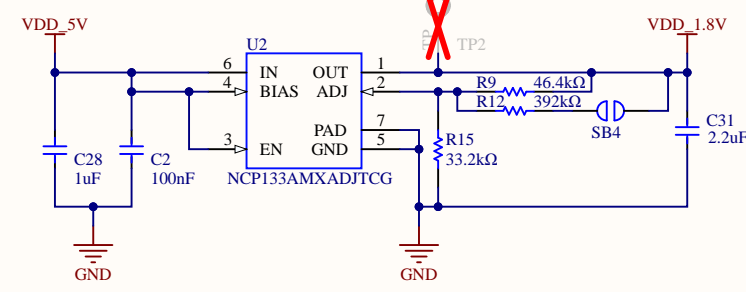 VDD_5V
VDD_1.8V
TP
TP2
U2
6 IN OUT 1
4 BIAS ADJ 2
3 EN
PAD 7
GND 5
NCP133AMXADJTCG
R9 46.4kΩ
R12 392kΩ
SB4
C28
1uF
C2
100nF
R15
33.2kΩ
C31
2.2uF
GND
GND